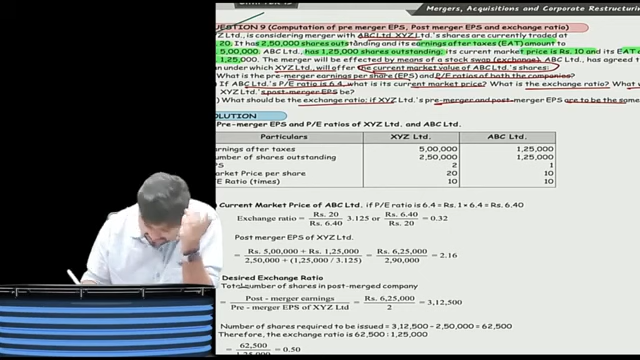 Mergers, Acquisitions and Corporate Restructurin
UESTION 9 (Computation of pre merger EPS, Post merger EPS and exchange ratio)
Z Ltd., is considering merger with ABC Ltd. XYZ Ltd.'s shares are currently traded at
20. It has 2,50,000 shares outstanding and its earnings after taxes (EAT) amount to
5,00,000. ABC Ltd., has 1,25,000 shares outstanding; its current market price is Rs. 10 and its EAT
1,25,000. The merger will be effected by means of a stock swap (exchange). ABC Ltd., has agreed t
an under which XYZ Ltd., will offer the current market value of ABC Ltd.'s shares:
What is the pre-merger earnings per share (EPS) and P/E ratios of both the companies?
If ABC Ltd.'s P/E ratio is 6.4, what is its current market price? What is the exchange ratio? What
XYZ Ltd.'s post-merger EPS be?
) What should be the exchange ratio; if XYZ Ltd.'s pre-merger and post-merger EPS are to be the same
OLUTION
Pre-merger EPS and P/E ratios of XYZ Ltd. and ABC Ltd.
Particulars XYZ Ltd. ABC Ltd.
arnings after taxes 5,00,000 1,25,000
umber of shares outstanding 2,50,000 1,25,000
PS 2 1
arket Price per share 20 10
E Ratio (times) 10 10
Current Market Price of ABC Ltd. if P/E ratio is 6.4 = Rs. 1 × 6.4 = Rs. 6.40
Exchange ratio = Rs. 20 / Rs. 6.40 3.125 or Rs. 6.40 / Rs. 20 = 0.32
Post merger EPS of XYZ Ltd.
= Rs. 5,00,000 + Rs. 1,25,000 / 2,50,000 + (1,25,000 / 3.125) = Rs. 6,25,000 / 2,90,000 = 2.16
Desired Exchange Ratio
Total number of shares in post-merged company
= Post - merger earnings / Pre - merger EPS of XYZ Ltd = Rs. 6,25,000 / 2 = 3,12,500
Number of shares required to be issued = 3,12,500 - 2,50,000 = 62,500
Therefore, the exchange ratio is 62,500 : 1,25,000
= 62,500 / 1,25,000 = 0.50